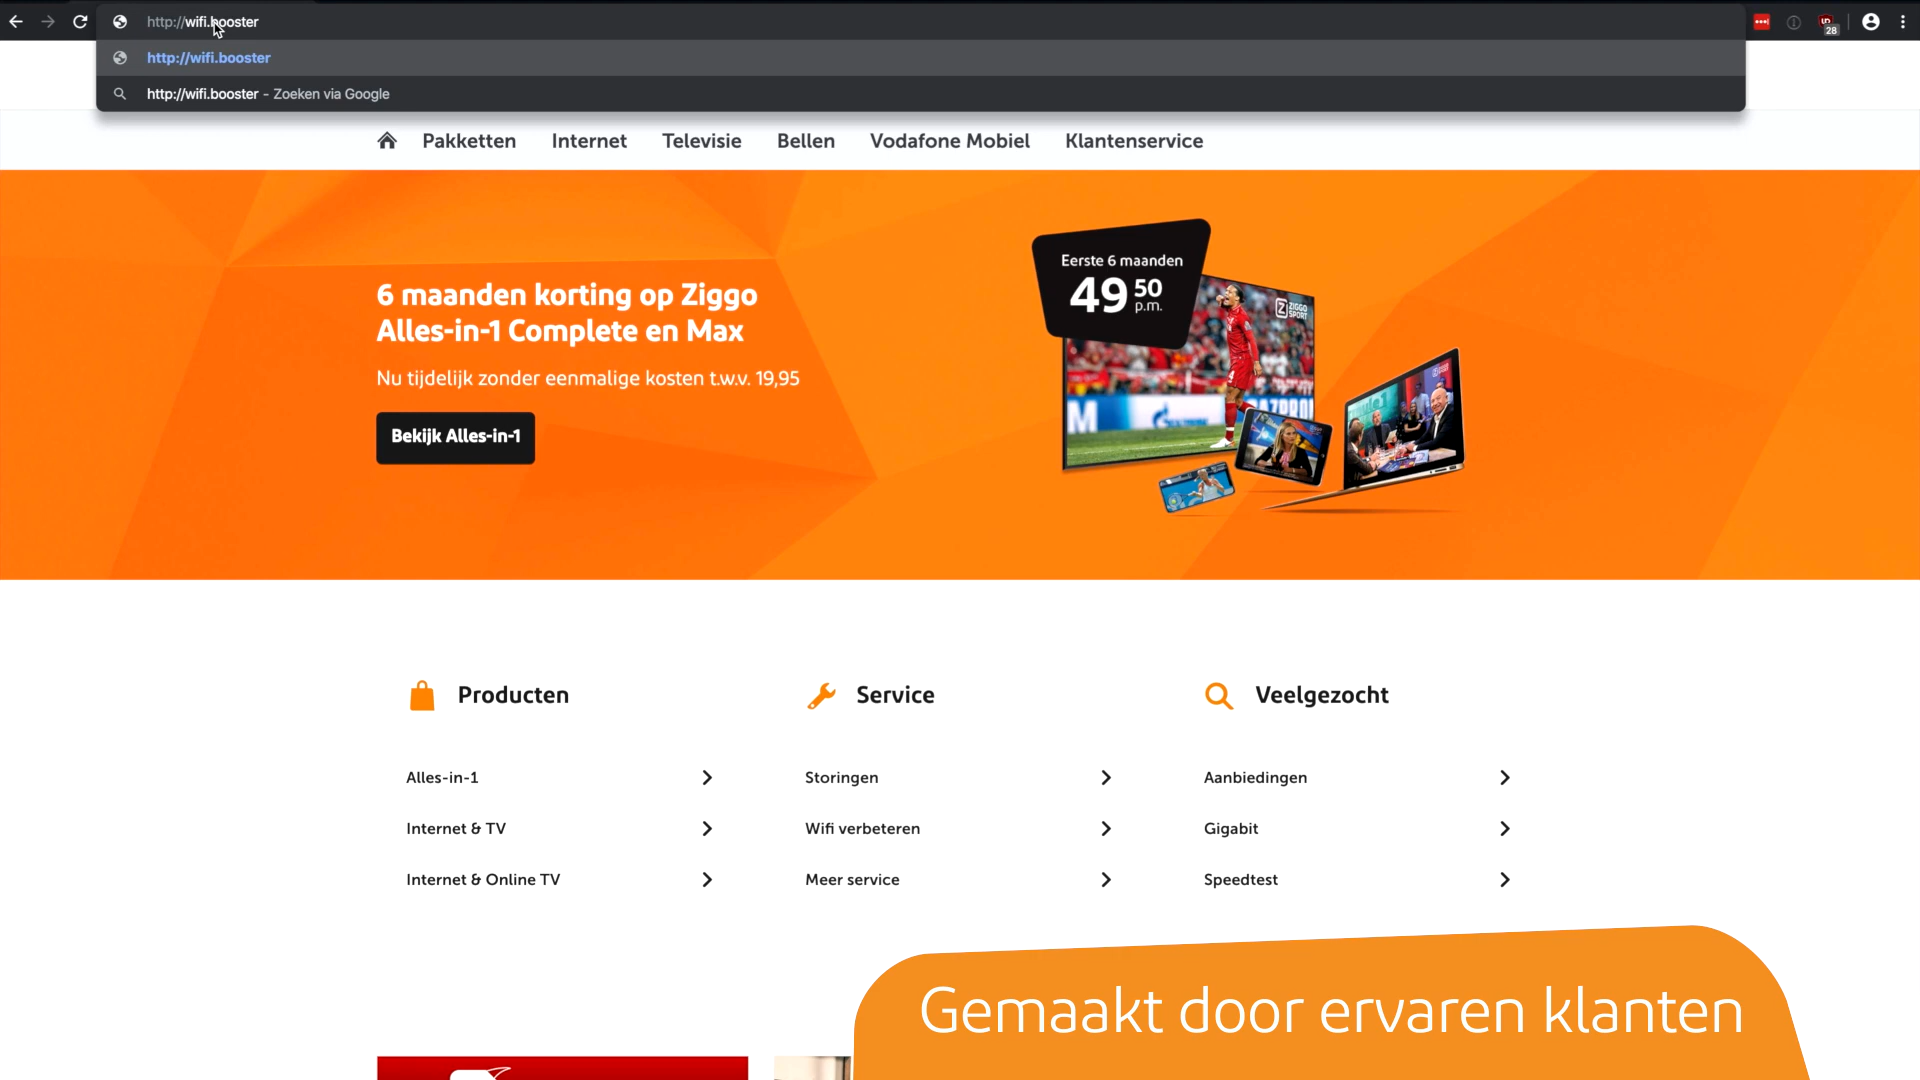 http://wifi.booster
28
http://wifi.booster
http://wifi.booster - Zoeken via Google
Pakketten Internet Televisie Bellen Vodafone Mobiel Klantenservice
Eerste 6 maanden
49 50
p.m.
6 maanden korting op Ziggo
Alles-in-1 Complete en Max
Nu tijdelijk zonder eenmalige kosten t.w.v. 19,95
Bekijk Alles-in-1
ZIGGO
SPORT
Producten
Alles-in-1
Internet & TV
Internet & Online TV
Service
Storingen
Wifi verbeteren
Meer service
Veelgezocht
Aanbiedingen
Gigabit
Speedtest
Gemaakt door ervaren klanten